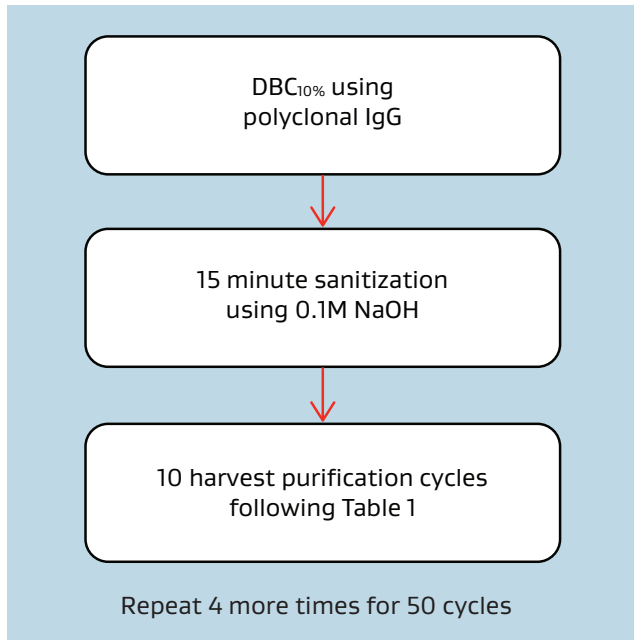 DBC10% using
polyclonal IgG
15 minute sanitization
using 0.1M NaOH
10 harvest purification cycles
following Table 1
Repeat 4 more times for 50 cycles